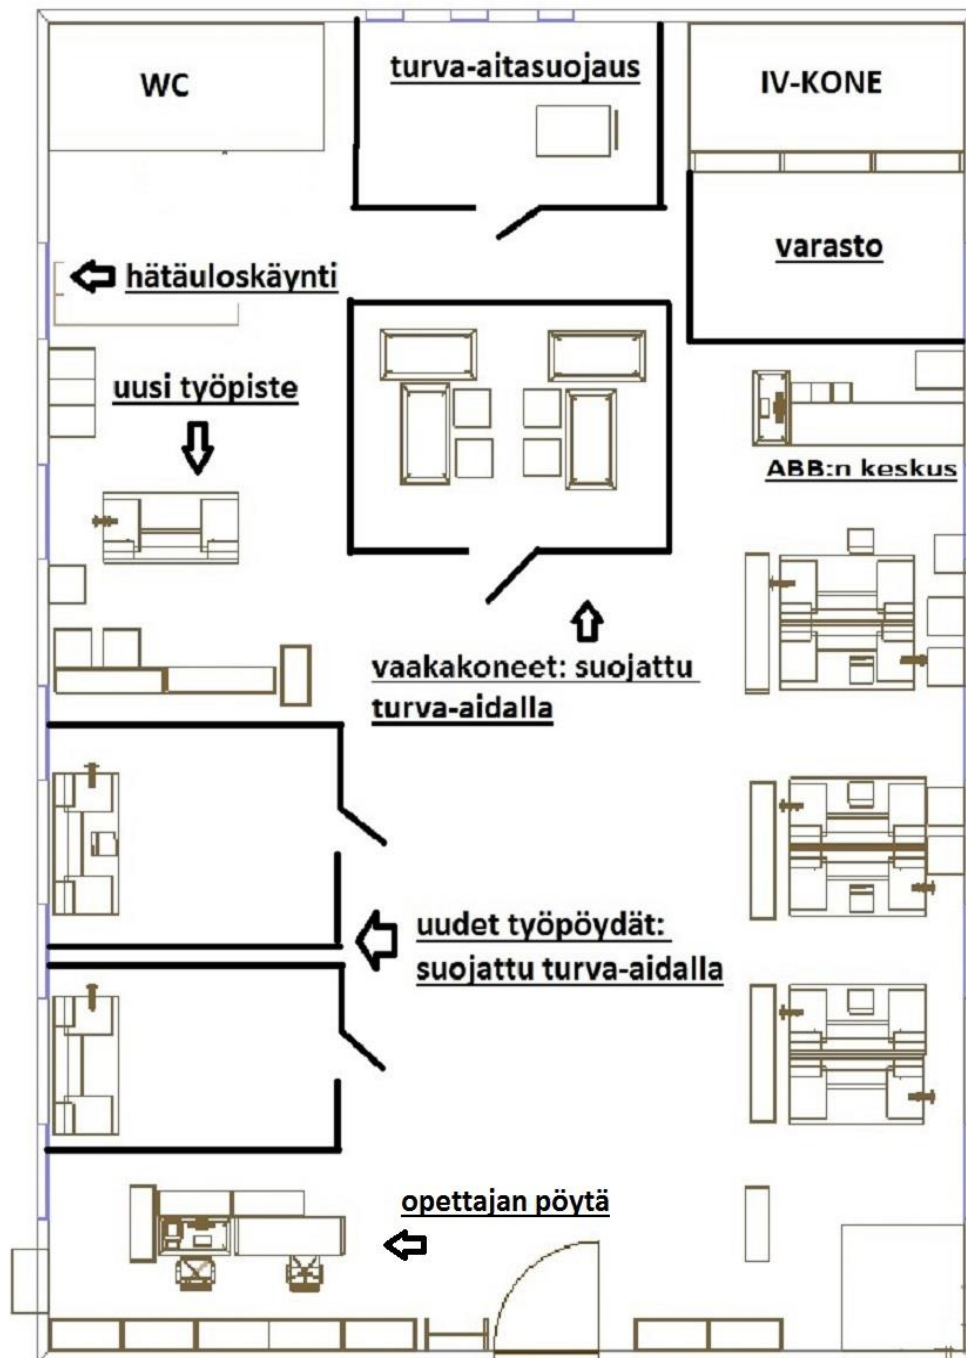 WC
turva-aitasuojaus
IV-KONE
varasto
hätäuloskäynti
uusi työpiste
ABB:n keskus
vaakakoneet: suojattu
turva-aidalla
uudet työpöydät:
suojattu turva-aidalla
opettajan pöytä